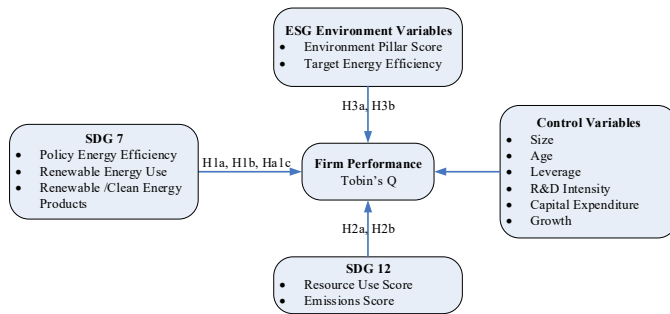 ESG Environment Variables
• Environment Pillar Score
• Target Energy Efficiency
H3a, H3b
SDG 7
• Policy Energy Efficiency
• Renewable Energy Use
• Renewable /Clean Energy
Products
H1a, H1b, Ha1c
Firm Performance
Tobin's Q
Control Variables
• Size
• Age
• Leverage
• R&D Intensity
• Capital Expenditure
• Growth
H2a, H2b
SDG 12
• Resource Use Score
• Emissions Score